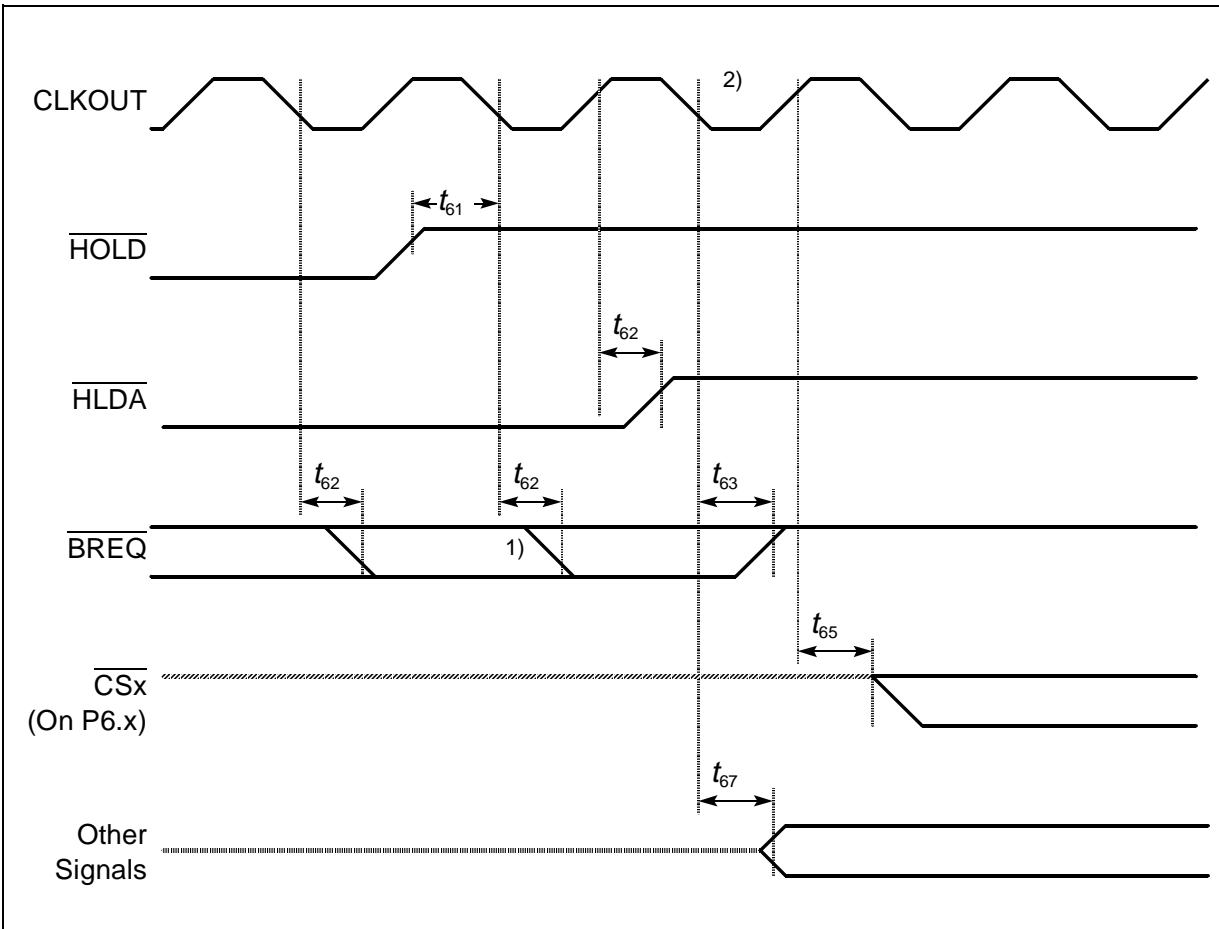 2)
CLKOUT
t61
HOLD
t62
HLDA
t62
t62
t63
BREQ
1)
t65
CSx
(On P6.x)
t67
Other
Signals